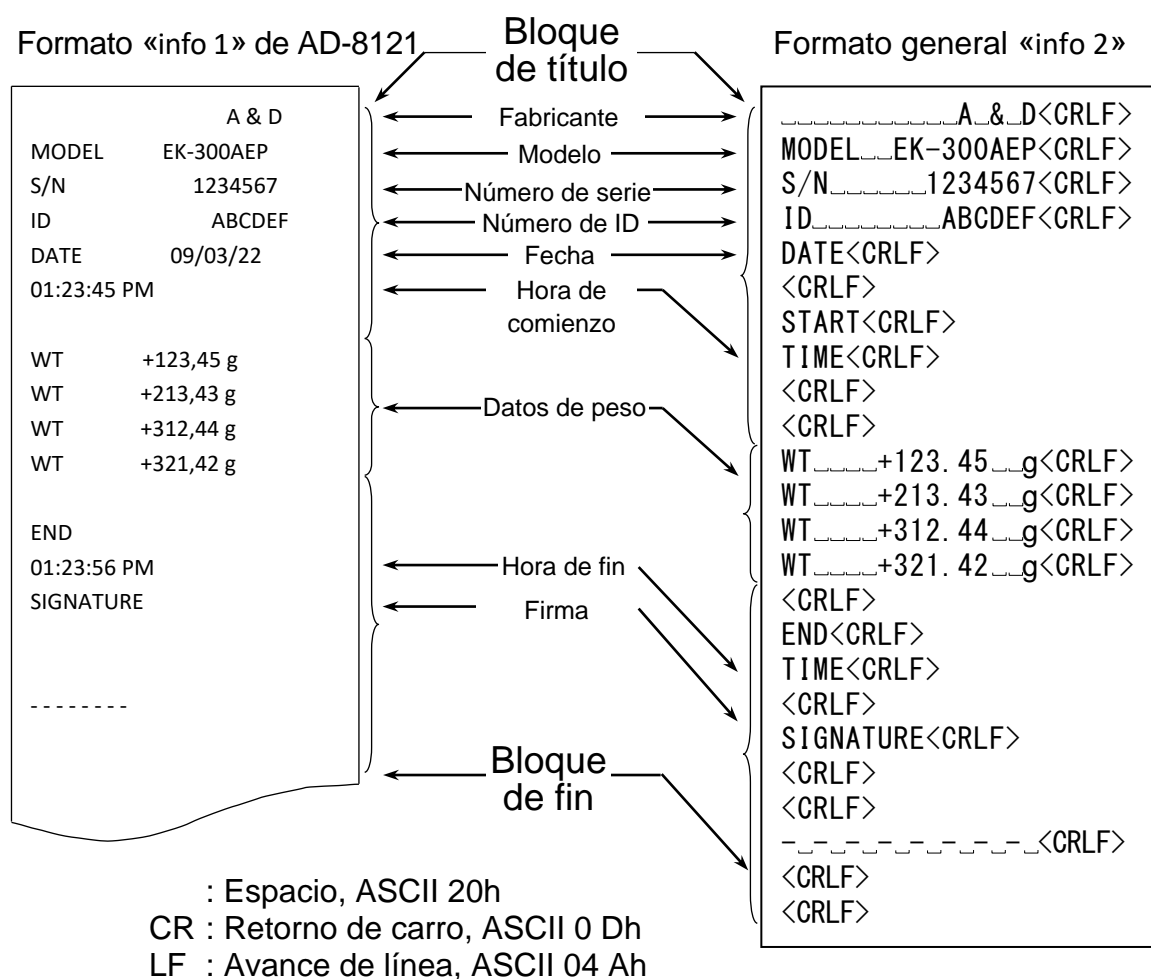 Formato «info 1» de AD-8121
Bloque
de título
Formato general «info 2»
A & D
MODEL EK-300AEP
S/N 1234567
ID ABCDEF
DATE 09/03/22
01:23:45 PM
WT +123,45 g
WT +213,43 g
WT +312,44 g
WT +321,42 g
END
01:23:56 PM
SIGNATURE
- - - - - - - -
Fabricante
Modelo
Número de serie
Número de ID
Fecha
Hora de
comienzo
Datos de peso
Hora de fin
Firma
Bloque
de fin
␣␣␣␣␣␣␣␣␣␣␣A␣&␣D<CRLF>
MODEL␣␣EK-300AEP<CRLF>
S/N␣␣␣␣␣␣1234567<CRLF>
ID␣␣␣␣␣␣␣␣ABCDEF<CRLF>
DATE<CRLF>
<CRLF>
START<CRLF>
TIME<CRLF>
<CRLF>
<CRLF>
WT␣␣␣␣+123.45␣␣g<CRLF>
WT␣␣␣␣+213.43␣␣g<CRLF>
WT␣␣␣␣+312.44␣␣g<CRLF>
WT␣␣␣␣+321.42␣␣g<CRLF>
<CRLF>
END<CRLF>
TIME<CRLF>
<CRLF>
SIGNATURE<CRLF>
<CRLF>
<CRLF>
-␣-␣-␣-␣-␣-␣-␣-␣<CRLF>
<CRLF>
<CRLF>
: Espacio, ASCII 20h
CR : Retorno de carro, ASCII 0 Dh
LF : Avance de línea, ASCII 04 Ah